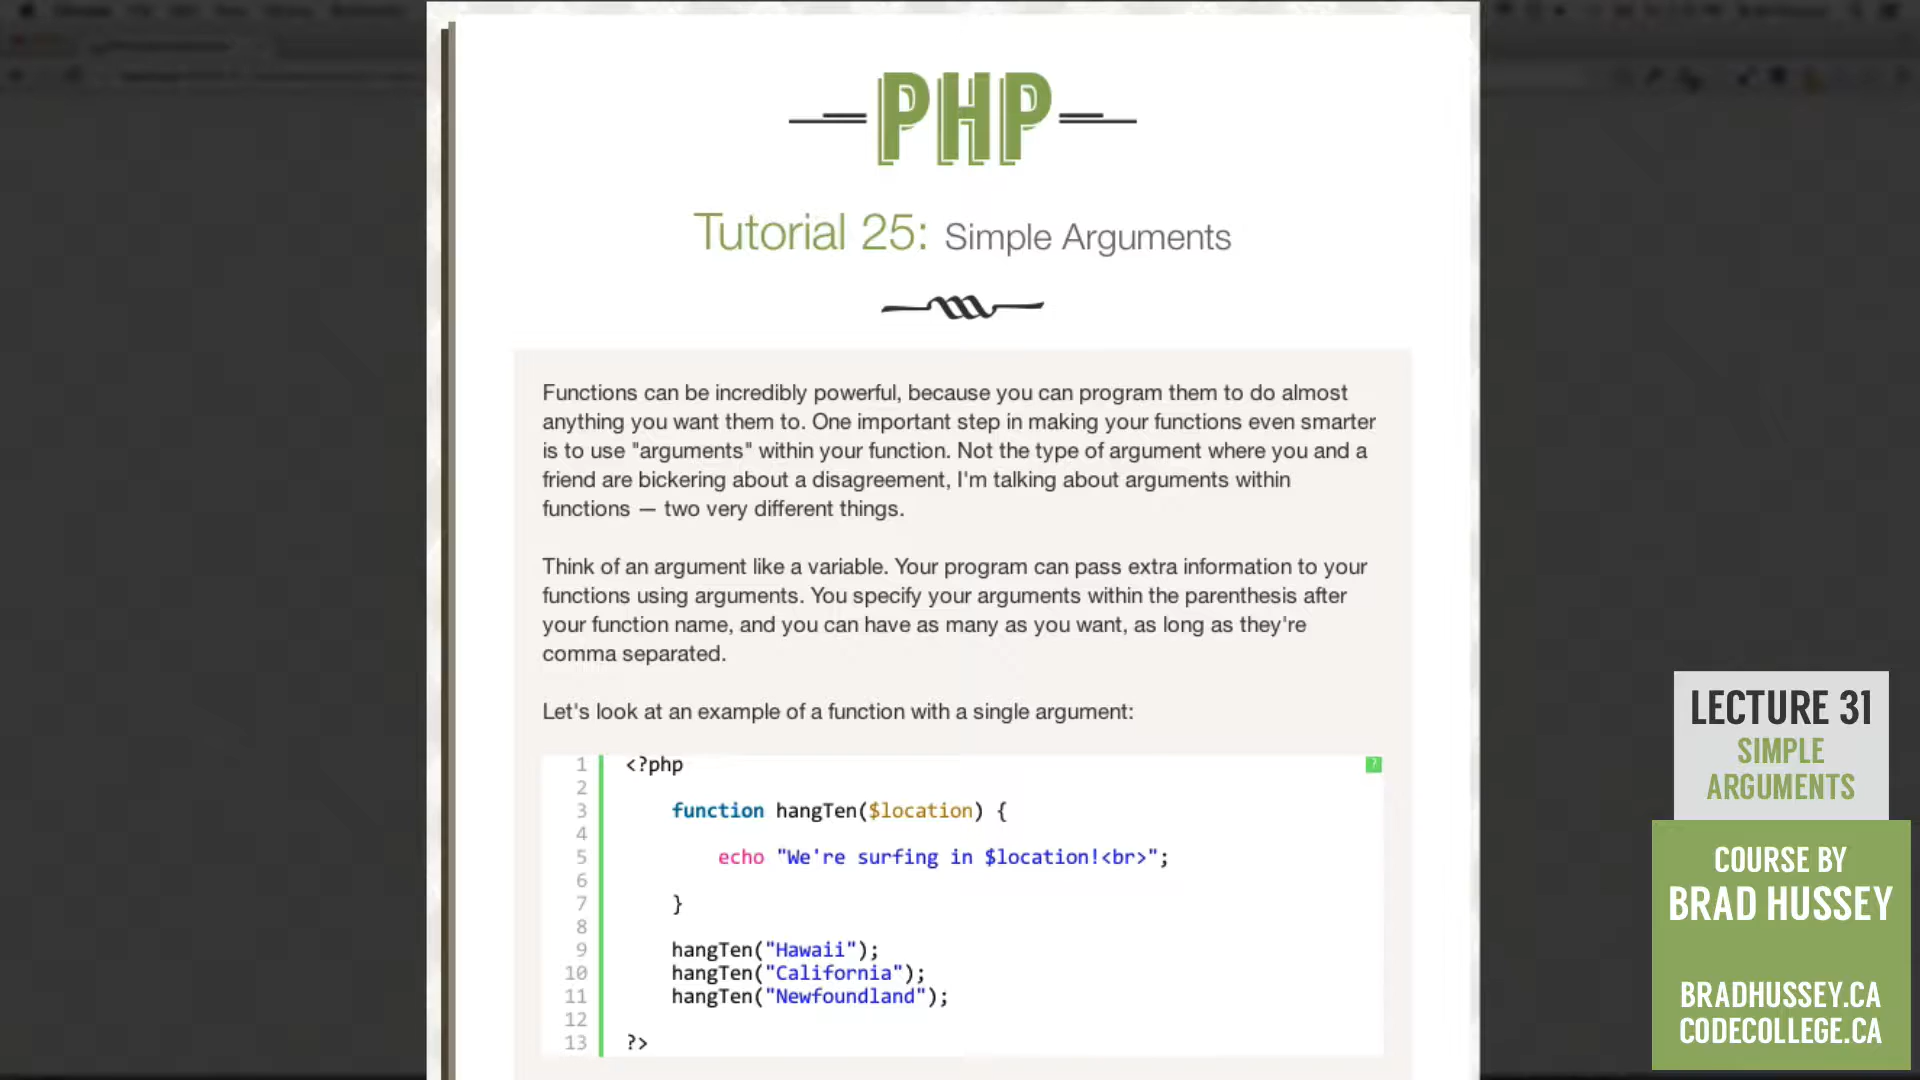 PHP
Tutorial 25: Simple Arguments
Functions can be incredibly powerful, because you can program them to do almost
anything you want them to. One important step in making your functions even smarter
is to use "arguments" within your function. Not the type of argument where you and a
friend are bickering about a disagreement, I'm talking about arguments within
functions — two very different things.
Think of an argument like a variable. Your program can pass extra information to your
functions using arguments. You specify your arguments within the parenthesis after
your function name, and you can have as many as you want, as long as they're
comma separated.
Let's look at an example of a function with a single argument:
1 <?php ?
2
3 function hangTen($location) {
4
5 echo "We're surfing in $location!<br>";
6
7 }
8
9 hangTen("Hawaii");
10 hangTen("California");
11 hangTen("Newfoundland");
12
13 ?>
LECTURE 31
SIMPLE
ARGUMENTS
COURSE BY
BRAD HUSSEY
BRADHUSSEY.CA
CODECOLLEGE.CA